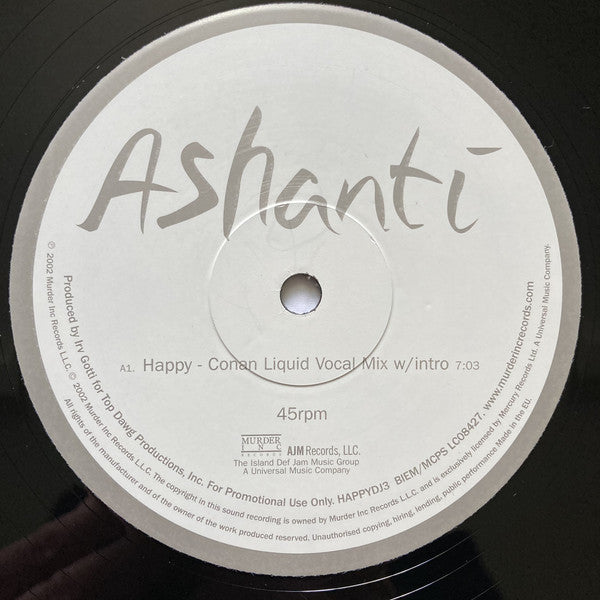 Ashanti
A1. Happy - Conan Liquid Vocal Mix w/intro 7:03
45rpm
MURDER
INC
RECORDS
AJM Records, LLC.
The Island Def Jam Music Group
A Universal Music Company
Produced by Irv Gotti for Top Dawg Productions, Inc. For Promotional Use Only. HAPPYDJ3 BIEM/MCPS LC08427. www.murderincrecords.com
℗ 2002 Murder Inc Records L.L.C. © 2002 Murder Inc Records L.L.C. The copyright in this sound recording is owned by Murder Inc Records L.L.C. and is exclusively licensed by Mercury Records Ltd. A Universal Music Company.
All rights of the manufacturer and of the owner of the work produced reserved. Unauthorised copying, hiring, lending, public performance Made in the EU.